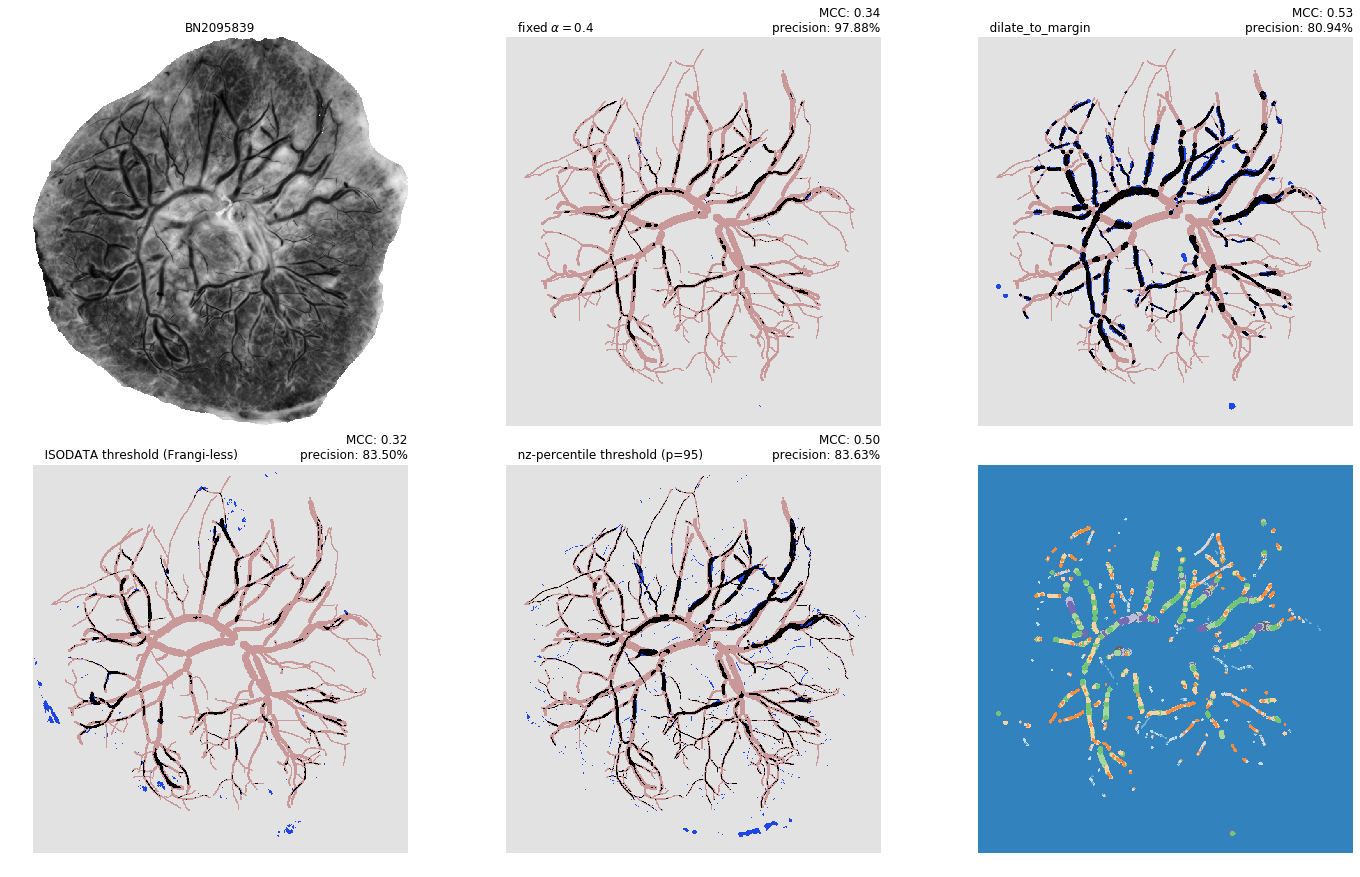 BN2095839
MCC: 0.34
fixed α = 0.4 precision: 97.88%
MCC: 0.53
dilate_to_margin precision: 80.94%
MCC: 0.32
ISODATA threshold (Frangi-less) precision: 83.50%
MCC: 0.50
nz-percentile threshold (p=95) precision: 83.63%